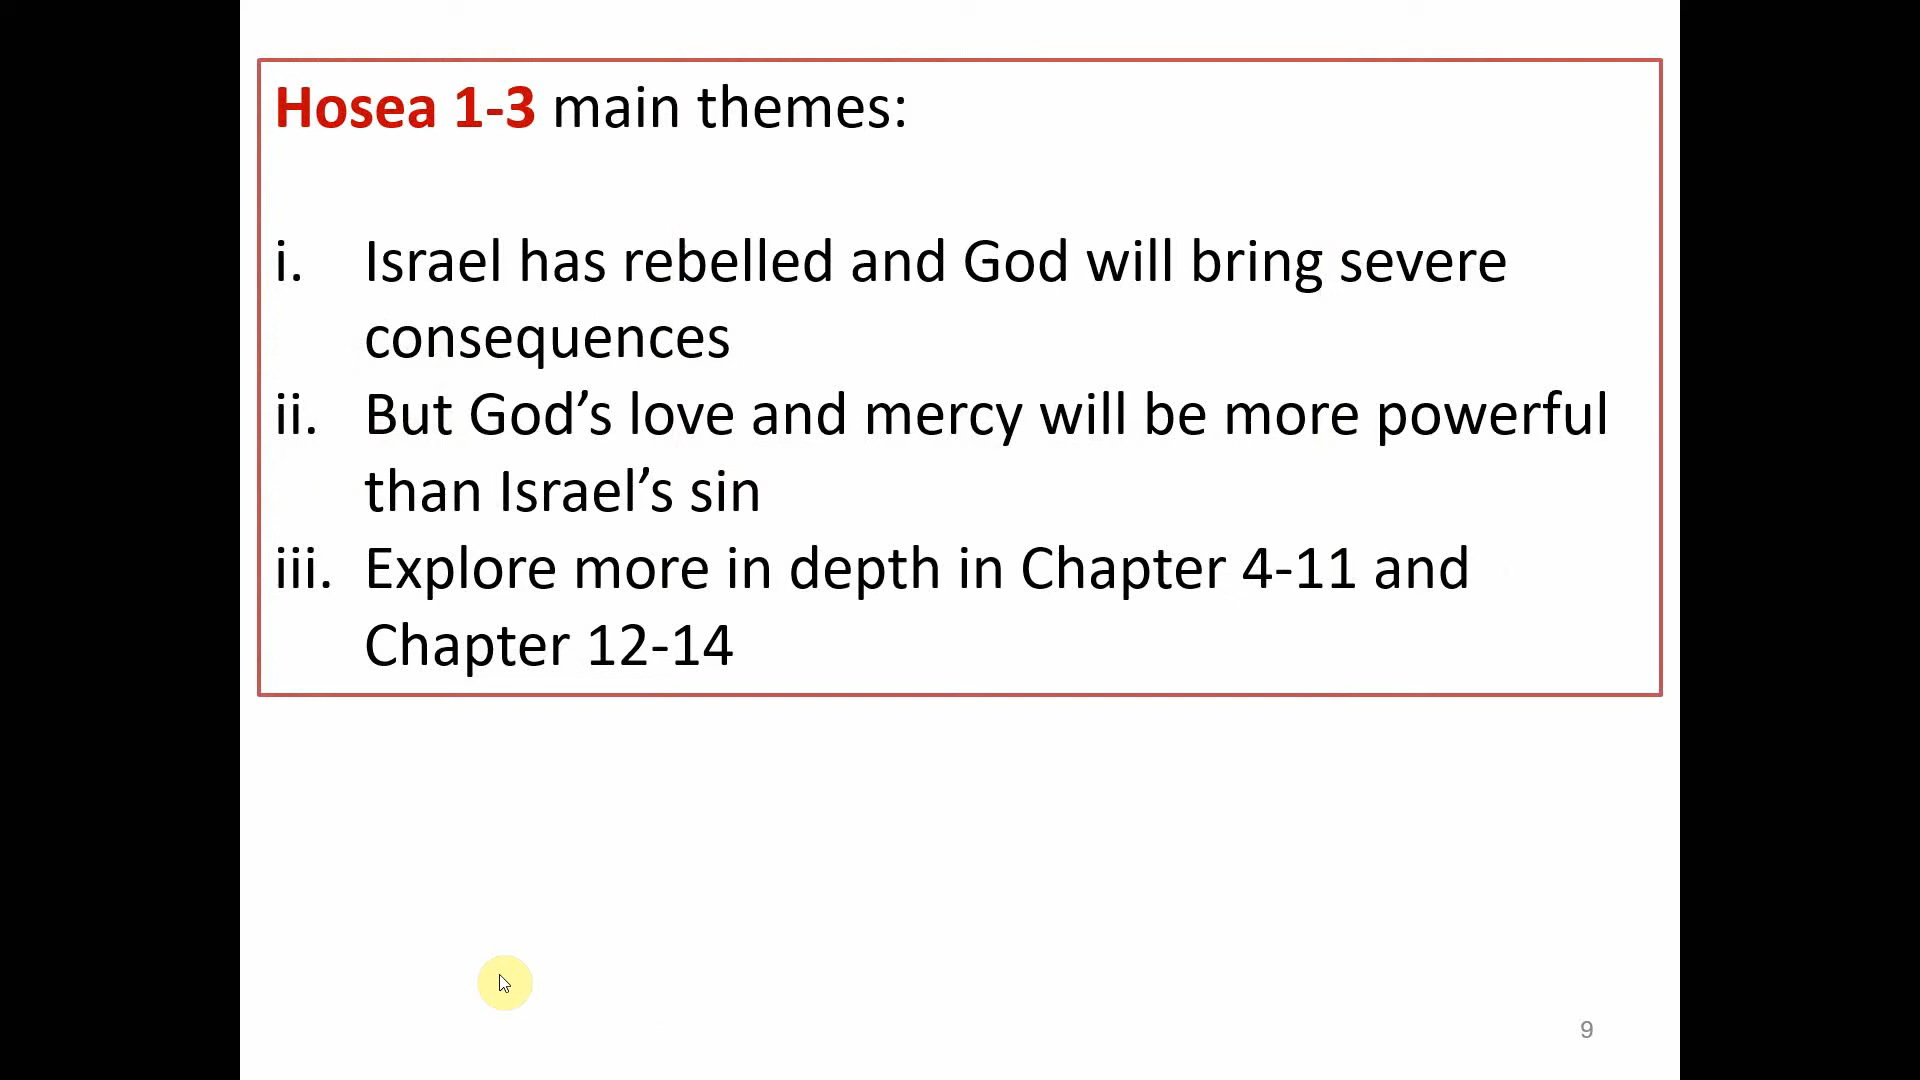 Hosea 1-3 main themes:
i. Israel has rebelled and God will bring severe
consequences
ii. But God’s love and mercy will be more powerful
than Israel’s sin
iii. Explore more in depth in Chapter 4-11 and
Chapter 12-14
9